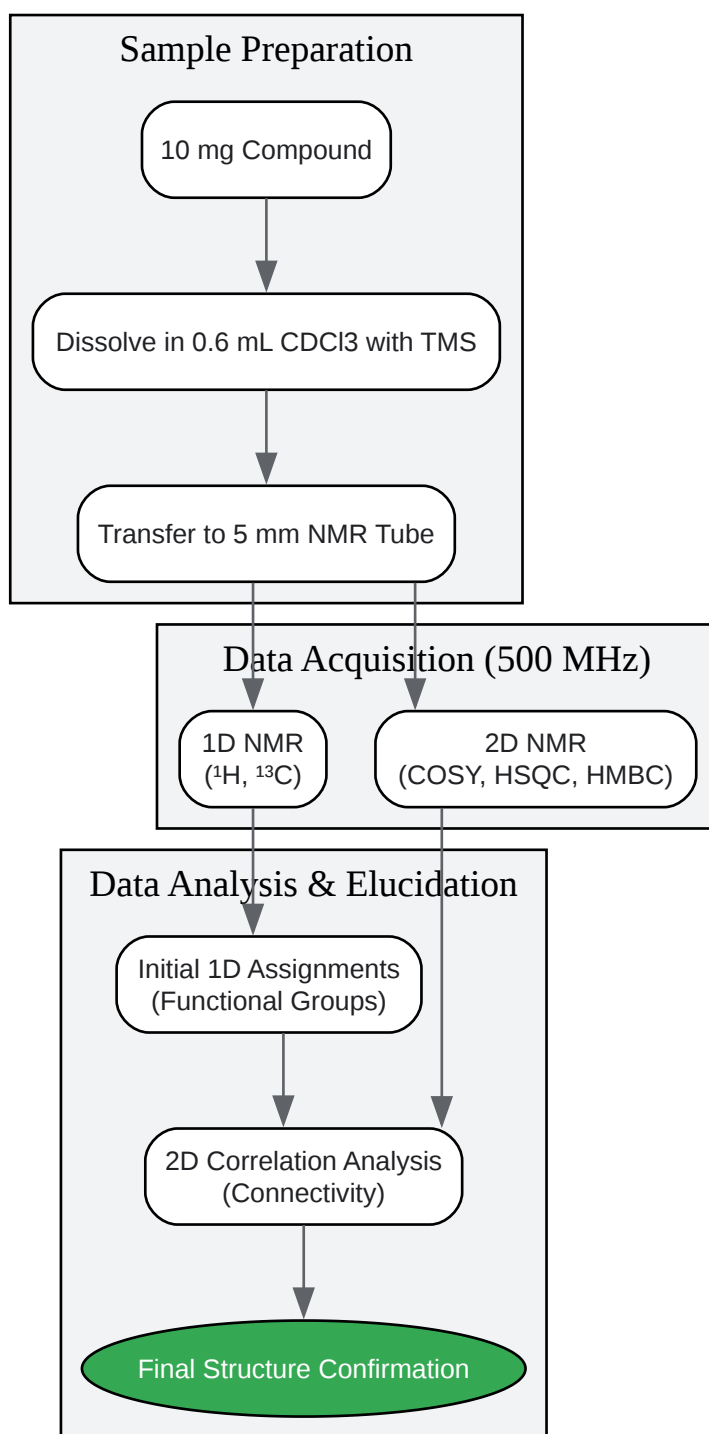 Sample Preparation
10 mg Compound
Dissolve in 0.6 mL CDCl3 with TMS
Transfer to 5 mm NMR Tube
Data Acquisition (500 MHz)
1D NMR
(¹H, ¹³C)
2D NMR
(COSY, HSQC, HMBC)
Data Analysis & Elucidation
Initial 1D Assignments
(Functional Groups)
2D Correlation Analysis
(Connectivity)
Final Structure Confirmation